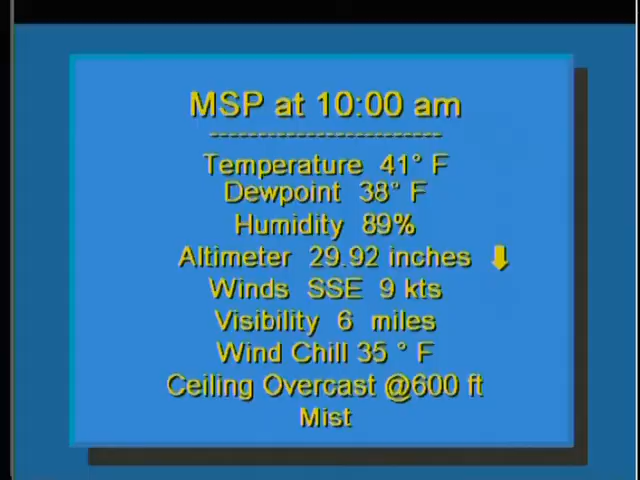 MSP at 10:00 am
------------------------
Temperature 41° F
Dewpoint 38° F
Humidity 89%
Altimeter 29.92 inches ⬇
Winds SSE 9 kts
Visibility 6 miles
Wind Chill 35 ° F
Ceiling Overcast @600 ft
Mist